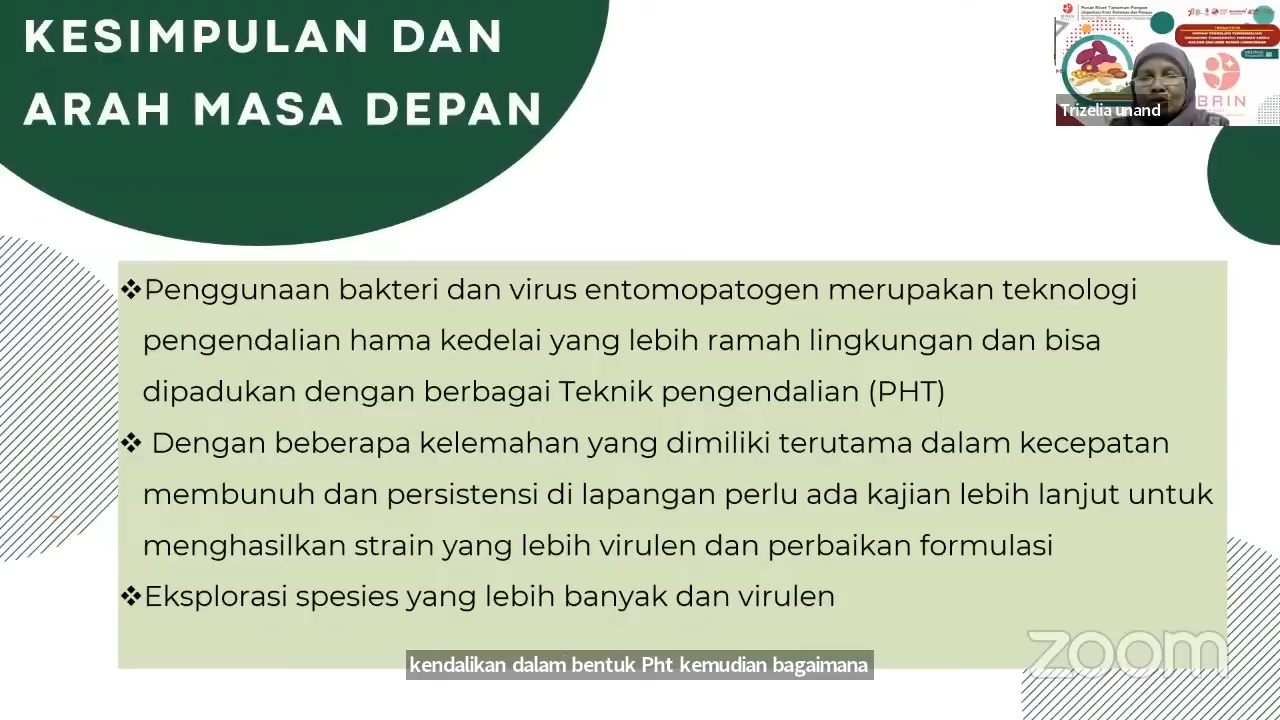 KESIMPULAN DAN
ARAH MASA DEPAN
Trizelia unand
BRIN
❖Penggunaan bakteri dan virus entomopatogen merupakan teknologi
pengendalian hama kedelai yang lebih ramah lingkungan dan bisa
dipadukan dengan berbagai Teknik pengendalian (PHT)
❖ Dengan beberapa kelemahan yang dimiliki terutama dalam kecepatan
membunuh dan persistensi di lapangan perlu ada kajian lebih lanjut untuk
menghasilkan strain yang lebih virulen dan perbaikan formulasi
❖Eksplorasi spesies yang lebih banyak dan virulen
zoom
kendalikan dalam bentuk Pht kemudian bagaimana